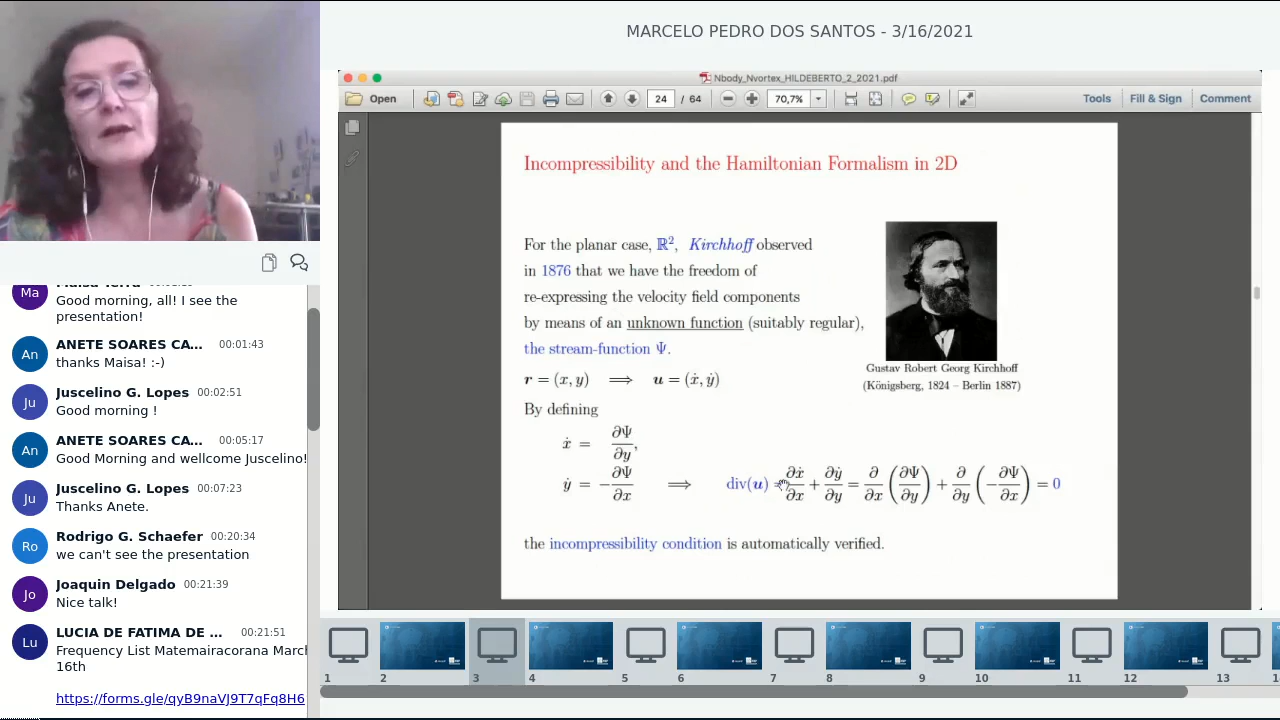 MARCELO PEDRO DOS SANTOS - 3/16/2021
Nbody_Nvortex_HILDEBERTO_2_2021.pdf
Open
24 / 64
70,7%
Tools
Fill & Sign
Comment
Incompressibility and the Hamiltonian Formalism in 2D
For the planar case, ℝ², Kirchhoff observed
in 1876 that we have the freedom of
re-expressing the velocity field components
by means of an unknown function (suitably regular),
the stream-function Ψ.
r = (x, y) ⟹ u = (ẋ, ẏ)
By defining
ẋ = ∂Ψ/∂y,
ẏ = −∂Ψ/∂x ⟹ div(u) = ∂ẋ/∂x + ∂ẏ/∂y = ∂/∂x (∂Ψ/∂y) + ∂/∂y (−∂Ψ/∂x) = 0
the incompressibility condition is automatically verified.
Gustav Robert Georg Kirchhoff
(Königsberg, 1824 – Berlin 1887)
Ma
Good morning, all! I see the
presentation!
An
ANETE SOARES CA... 00:01:43
thanks Maisa! :-)
Ju
Juscelino G. Lopes 00:02:51
Good morning !
An
ANETE SOARES CA... 00:05:17
Good Morning and wellcome Juscelino!
Ju
Juscelino G. Lopes 00:07:23
Thanks Anete.
Ro
Rodrigo G. Schaefer 00:20:34
we can't see the presentation
Jo
Joaquin Delgado 00:21:39
Nice talk!
Lu
LUCIA DE FATIMA DE ... 00:21:51
Frequency List Matemairacorana March
16th
https://forms.gle/qyB9naVJ9T7qFq8H6
1 2 3 4 5 6 7 8 9 10 11 12 13